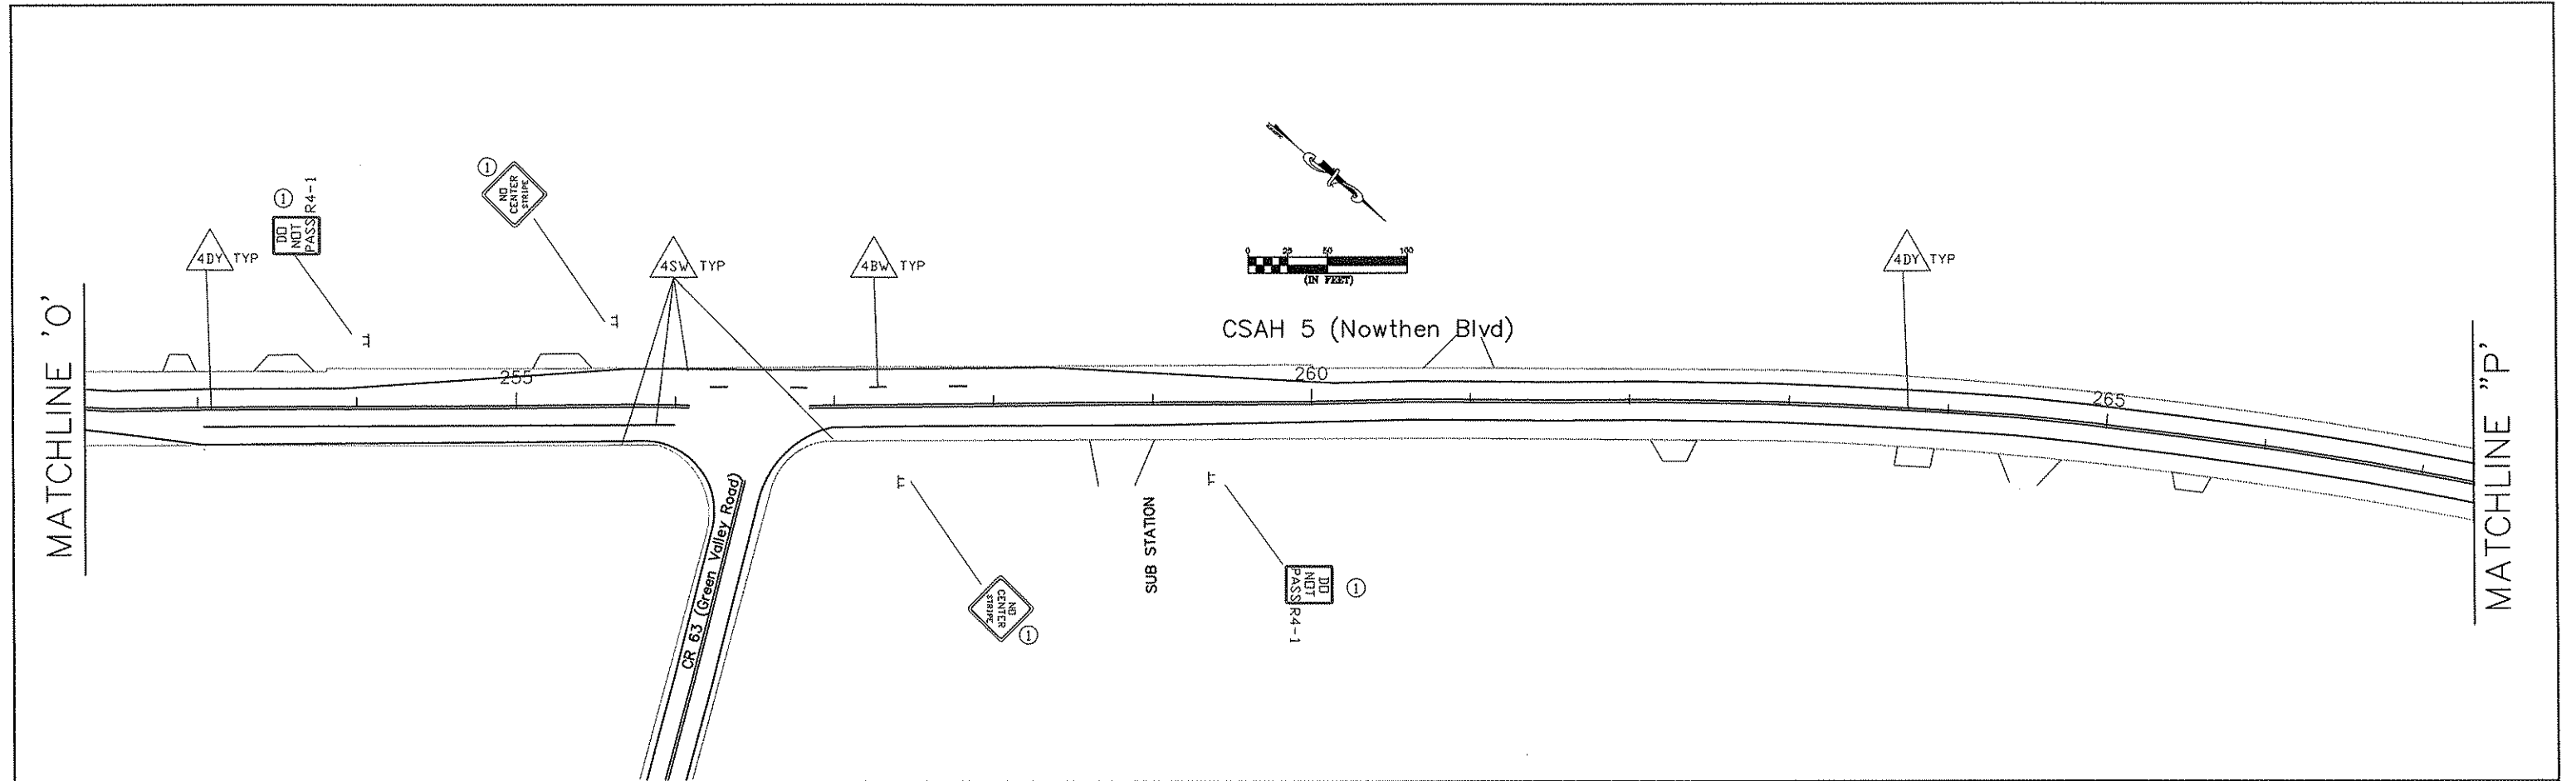 MATCHLINE 'O'
4DY TYP
1
DO
NOT
PASS
R4-1
1
NO
CENTER
STRIPE
4SW TYP
4BW TYP
0 25 50 100
(IN FEET)
4DY TYP
CSAH 5 (Nowthen Blvd)
255
260
265
CR 63 (Green Valley Road)
NO
CENTER
STRIPE
1
SUB STATION
DO
NOT
PASS
R4-1
1
MATCHLINE "P'